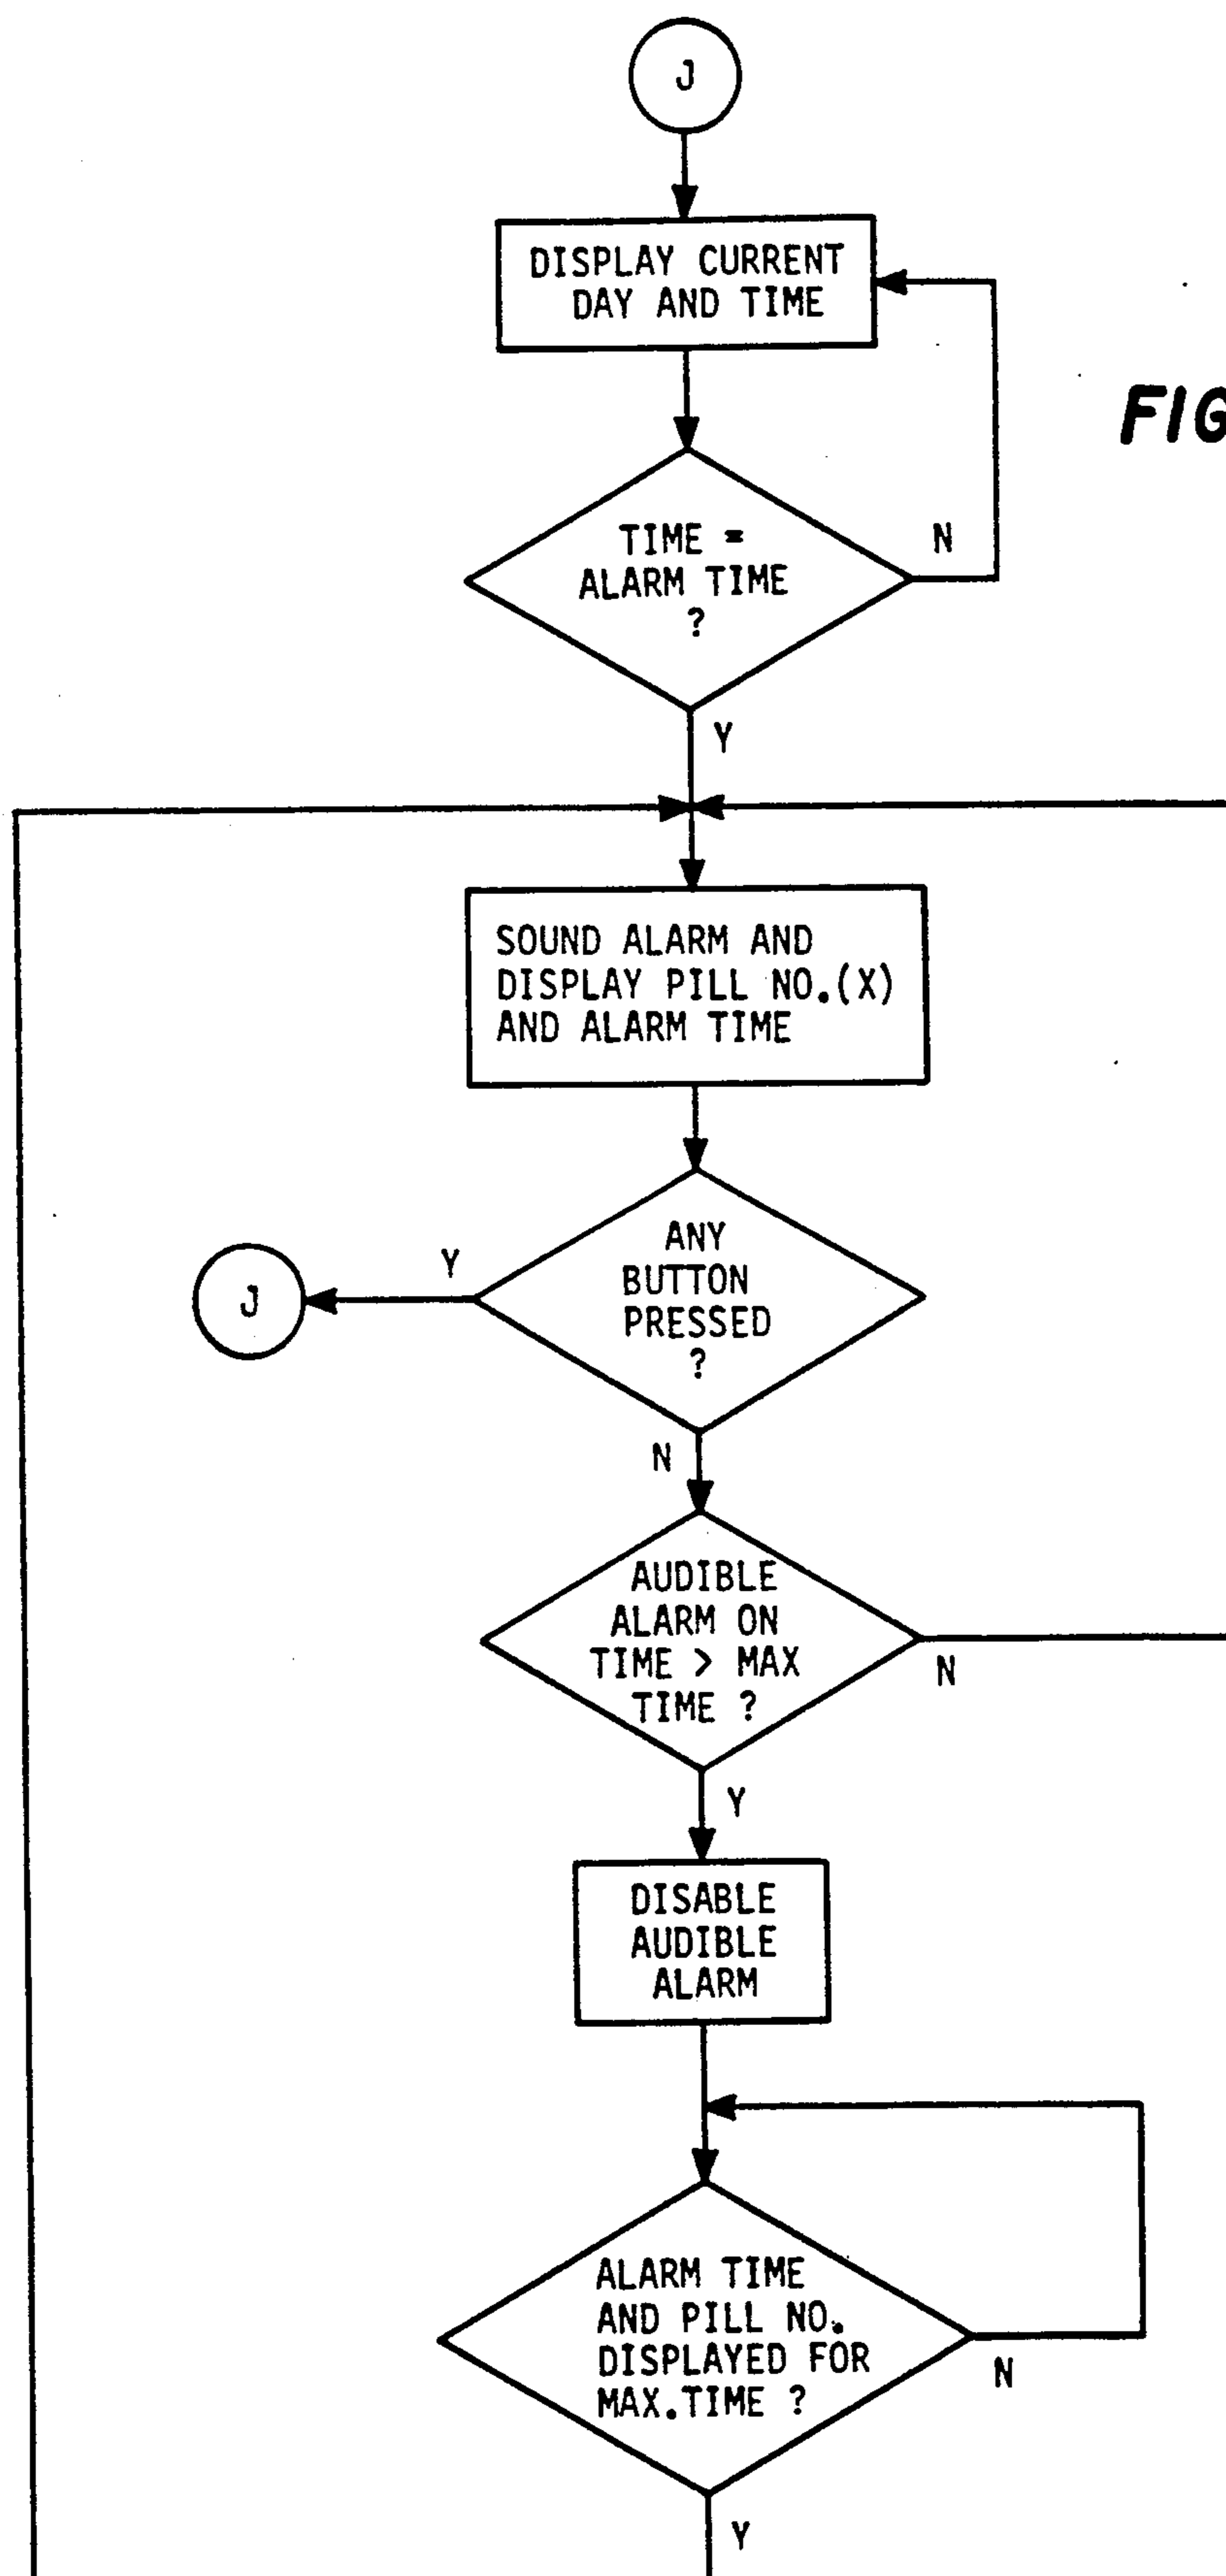 J
DISPLAY CURRENT
DAY AND TIME
FIG
TIME =
ALARM TIME
?
N
Y
SOUND ALARM AND
DISPLAY PILL NO.(X)
AND ALARM TIME
ANY
BUTTON
PRESSED
?
Y
J
N
AUDIBLE
ALARM ON
TIME > MAX
TIME ?
N
Y
DISABLE
AUDIBLE
ALARM
ALARM TIME
AND PILL NO.
DISPLAYED FOR
MAX.TIME ?
N
Y